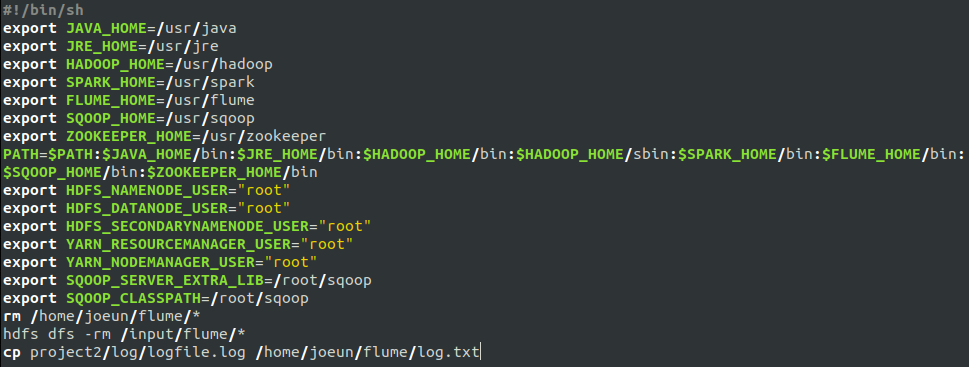 #!/bin/sh
export JAVA_HOME=/usr/java
export JRE_HOME=/usr/jre
export HADOOP_HOME=/usr/hadoop
export SPARK_HOME=/usr/spark
export FLUME_HOME=/usr/flume
export SQOOP_HOME=/usr/sqoop
export ZOOKEEPER_HOME=/usr/zookeeper
PATH=$PATH:$JAVA_HOME/bin:$JRE_HOME/bin:$HADOOP_HOME/bin:$HADOOP_HOME/sbin:$SPARK_HOME/bin:$FLUME_HOME/bin:
$SQOOP_HOME/bin:$ZOOKEEPER_HOME/bin
export HDFS_NAMENODE_USER="root"
export HDFS_DATANODE_USER="root"
export HDFS_SECONDARYNAMENODE_USER="root"
export YARN_RESOURCEMANAGER_USER="root"
export YARN_NODEMANAGER_USER="root"
export SQOOP_SERVER_EXTRA_LIB=/root/sqoop
export SQOOP_CLASSPATH=/root/sqoop
rm /home/joeun/flume/*
hdfs dfs -rm /input/flume/*
cp project2/log/logfile.log /home/joeun/flume/log.txt